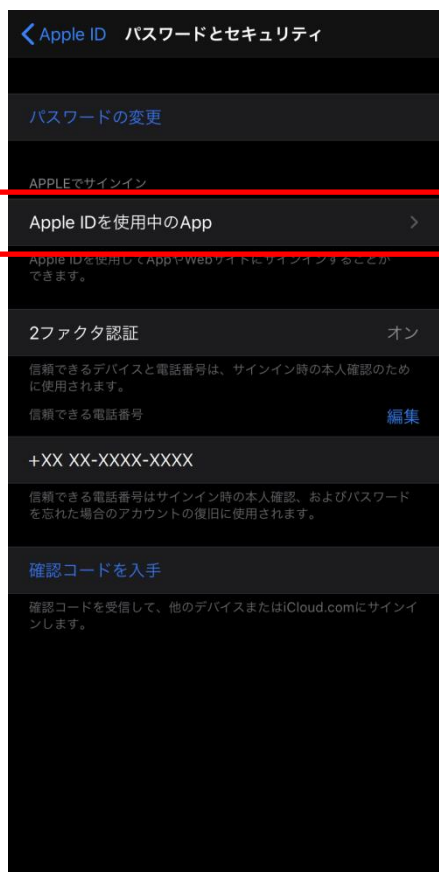 Apple ID パスワードとセキュリティ
パスワードの変更
APPLEでサインイン
Apple IDを使用中のApp
Apple IDを使用してAppやWebサイトにサインインすることが
できます。
2ファクタ認証 オン
信頼できるデバイスと電話番号は、サインイン時の本人確認のため
に使用されます。
信頼できる電話番号 編集
+XX XX-XXXX-XXXX
信頼できる電話番号はサインイン時の本人確認、およびパスワード
を忘れた場合のアカウントの復旧に使用されます。
確認コードを入手
確認コードを受信して、他のデバイスまたはiCloud.comにサインイ
ンします。